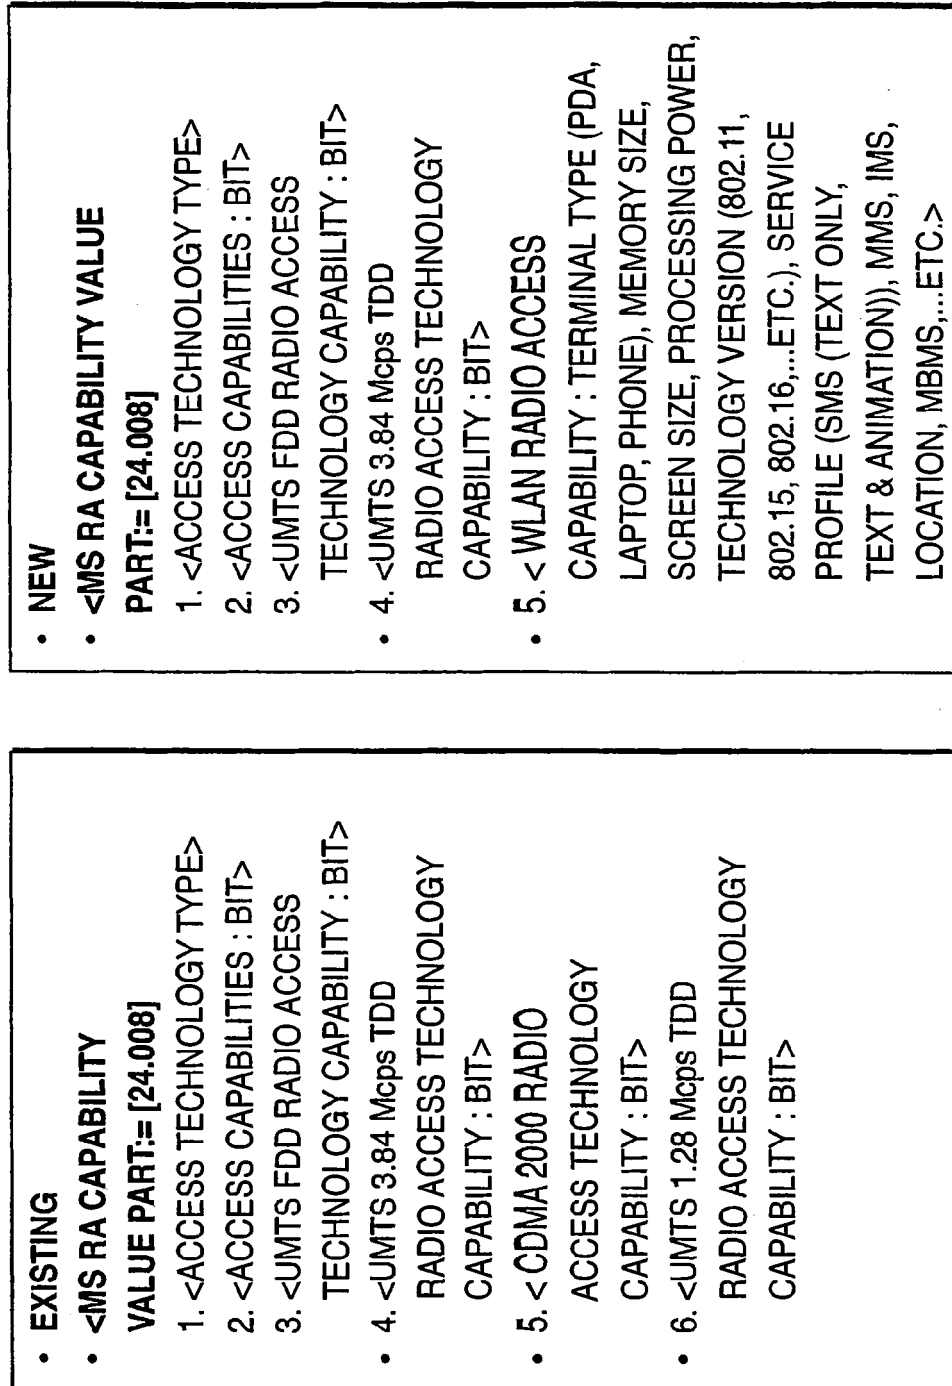 • EXISTING
• <MS RA CAPABILITY
VALUE PART:= [24.008]
1. <ACCESS TECHNOLOGY TYPE>
2. <ACCESS CAPABILITIES : BIT>
3. <UMTS FDD RADIO ACCESS
TECHNOLOGY CAPABILITY : BIT>
• 4. <UMTS 3.84 Mcps TDD
RADIO ACCESS TECHNOLOGY
CAPABILITY : BIT>
• 5. < CDMA 2000 RADIO
ACCESS TECHNOLOGY
CAPABILITY : BIT>
• 6. <UMTS 1.28 Mcps TDD
RADIO ACCESS TECHNOLOGY
CAPABILITY : BIT>
• NEW
• <MS RA CAPABILITY VALUE
PART:= [24.008]
1. <ACCESS TECHNOLOGY TYPE>
2. <ACCESS CAPABILITIES : BIT>
3. <UMTS FDD RADIO ACCESS
TECHNOLOGY CAPABILITY : BIT>
• 4. <UMTS 3.84 Mcps TDD
RADIO ACCESS TECHNOLOGY
CAPABILITY : BIT>
• 5. < WLAN RADIO ACCESS
CAPABILITY : TERMINAL TYPE (PDA,
LAPTOP, PHONE), MEMORY SIZE,
SCREEN SIZE, PROCESSING POWER,
TECHNOLOGY VERSION (802.11,
802.15, 802.16,...ETC.), SERVICE
PROFILE (SMS (TEXT ONLY,
TEXT & ANIMATION)), MMS, IMS,
LOCATION, MBMS,...ETC.>